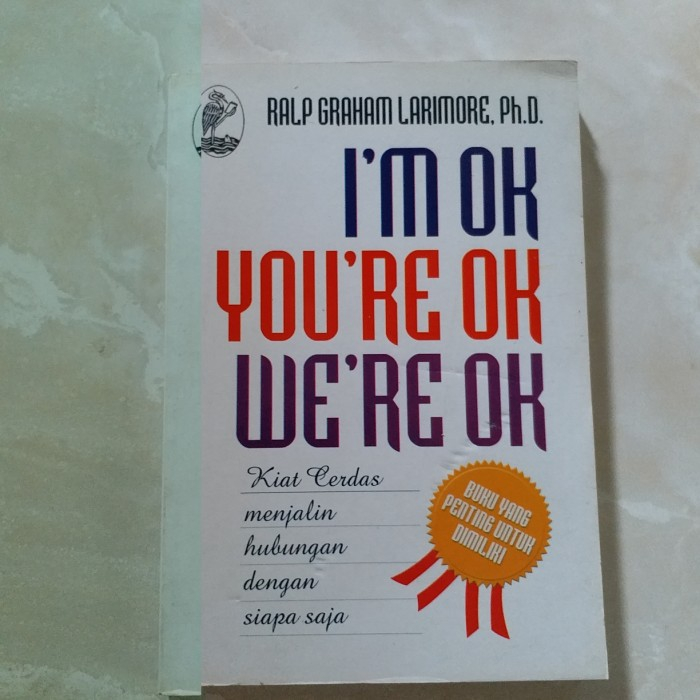 RALP GRAHAM LARIMORE, Ph.D.
I'M OK
YOU'RE OK
WE'RE OK
Kiat Cerdas
menjalin
hubungan
dengan
siapa saja
BUKU YANG
PENTING UNTUK
DIMILIKI